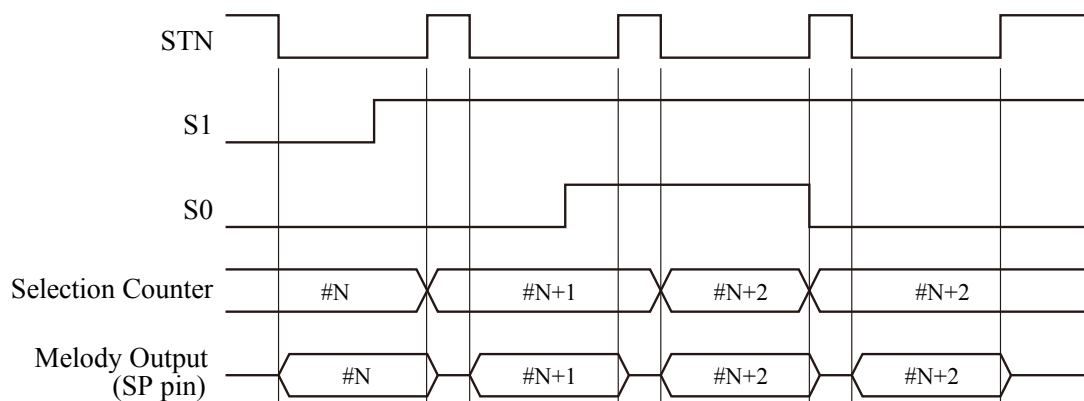 STN
S1
S0
Selection Counter
#N
#N+1
#N+2
#N+2
Melody Output
(SP pin)
#N
#N+1
#N+2
#N+2